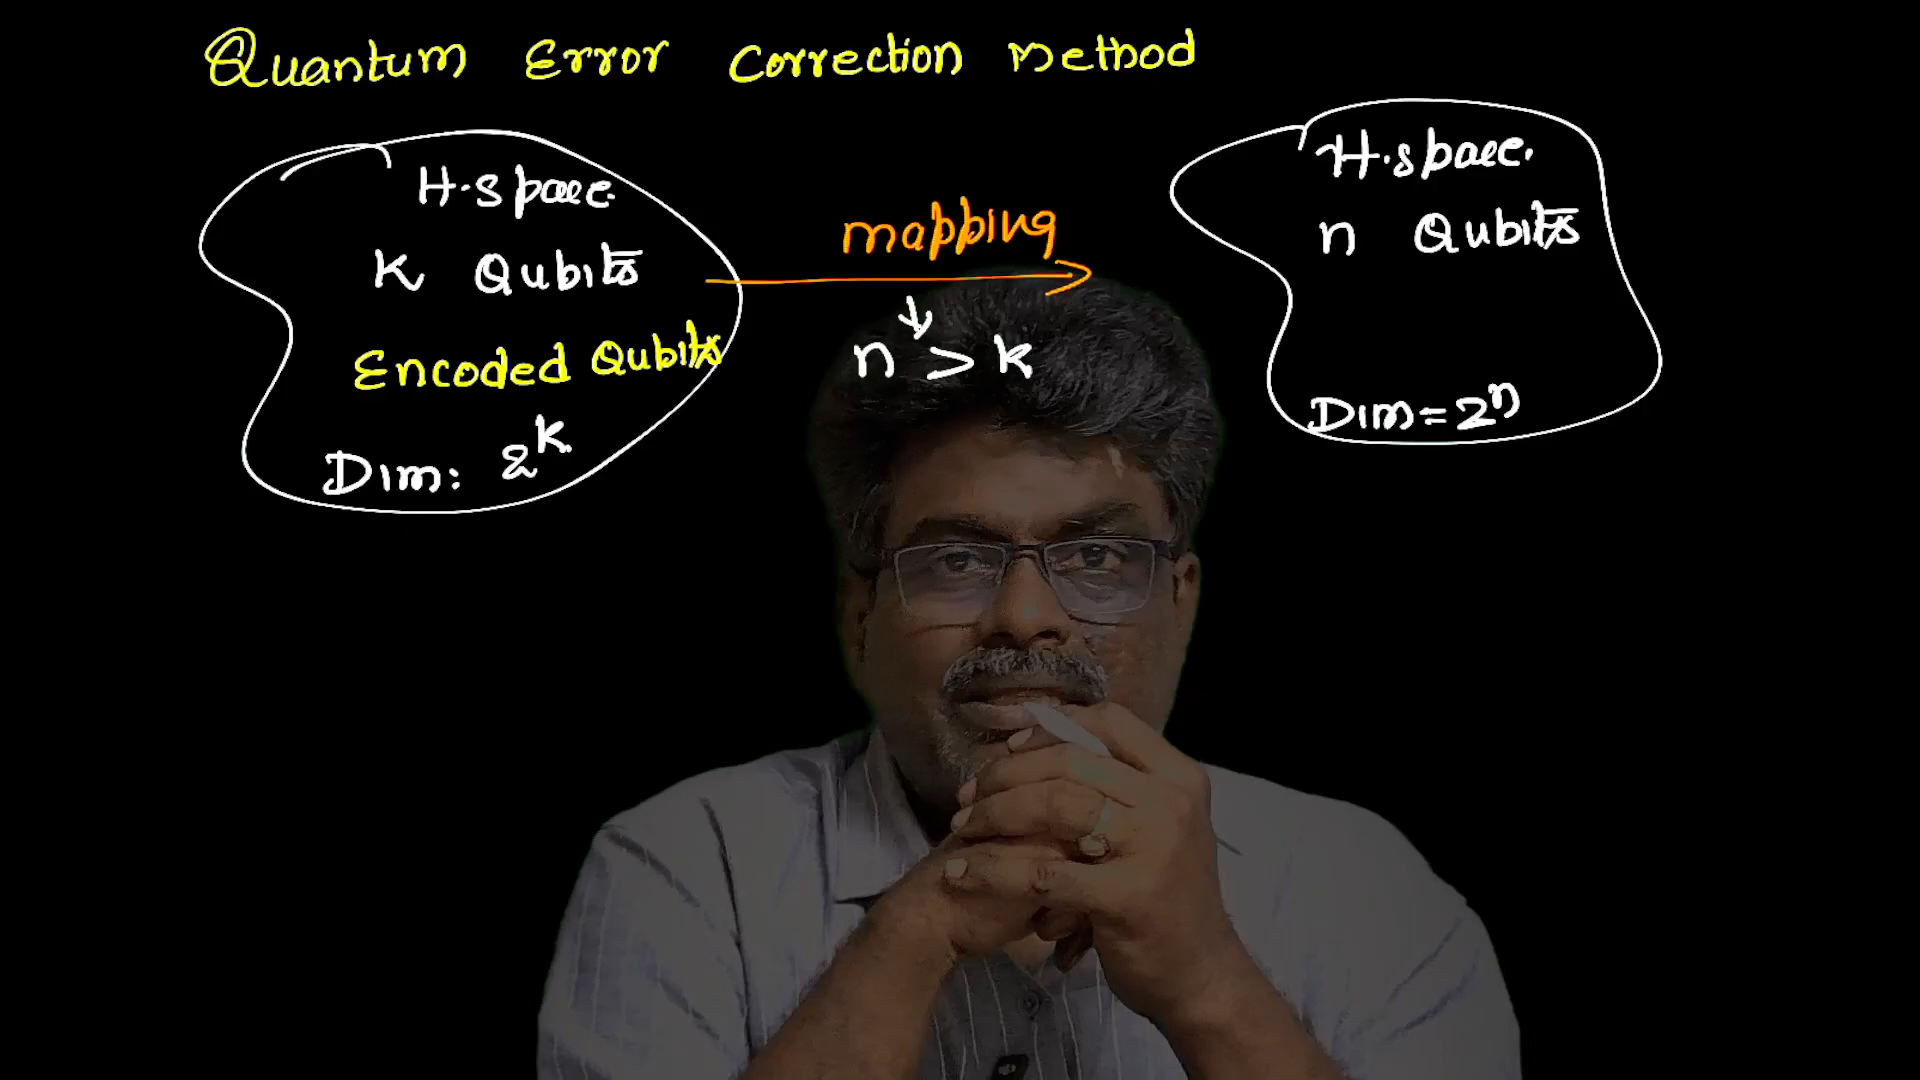 Quantum Error Correction Method
H.space.
K Qubits
Encoded Qubits
Dim: 2^k.
mapping
n > k
H.space.
n Qubits
Dim = 2^n